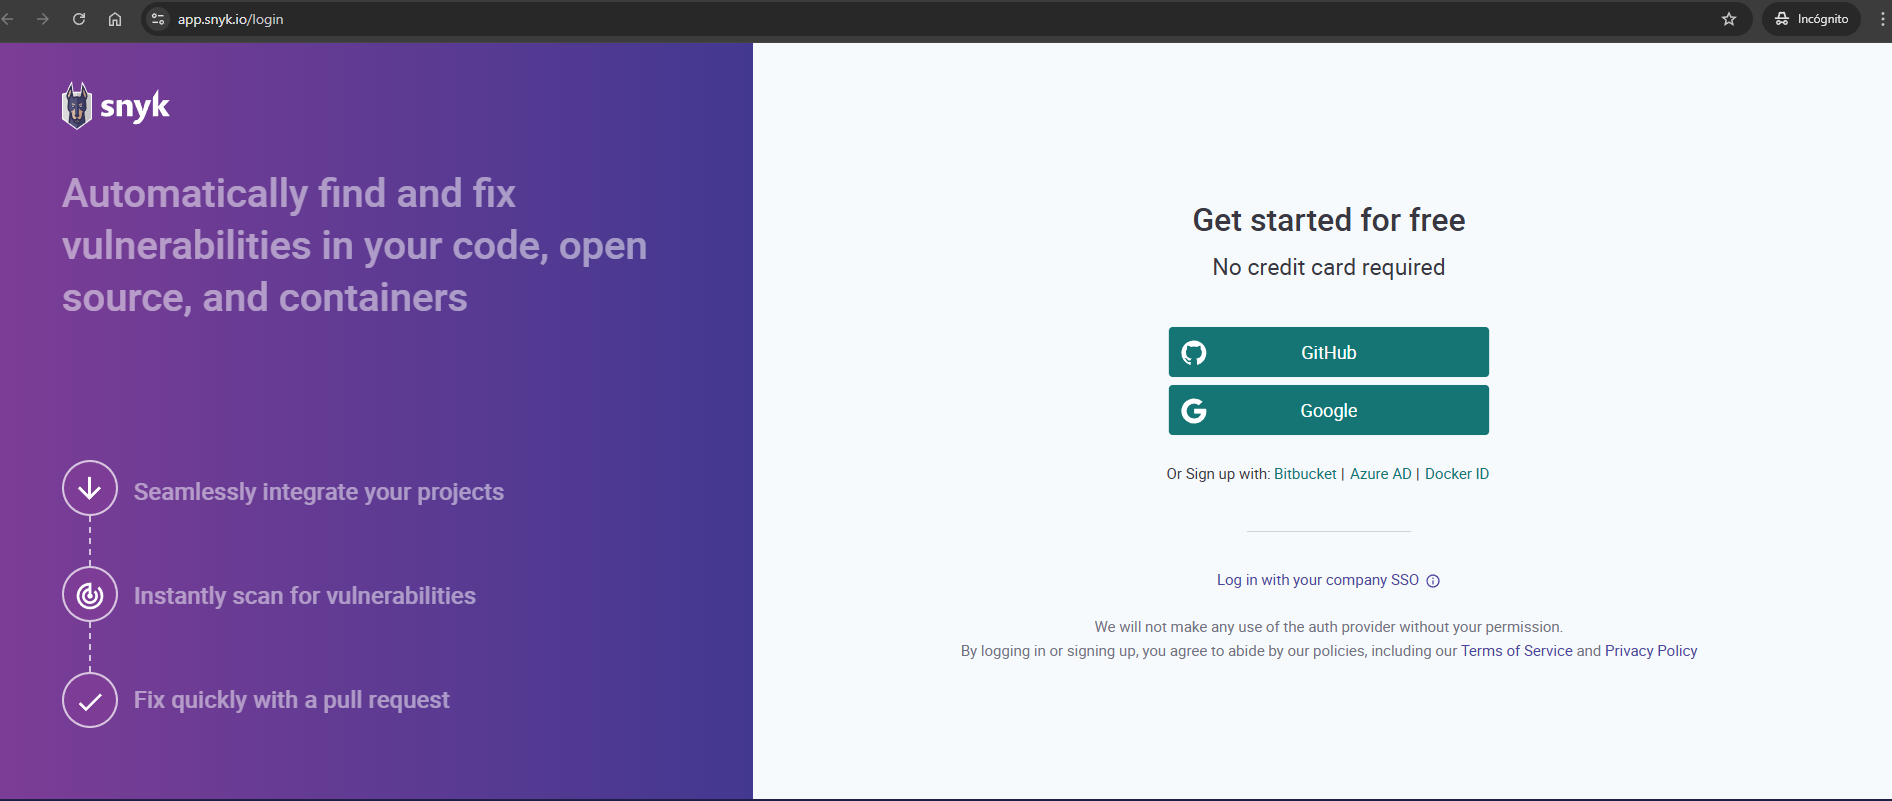 app.snyk.io/login
Incógnito
snyk
Automatically find and fix
vulnerabilities in your code, open
source, and containers
Seamlessly integrate your projects
Instantly scan for vulnerabilities
Fix quickly with a pull request
Get started for free
No credit card required
GitHub
Google
Or Sign up with: Bitbucket | Azure AD | Docker ID
Log in with your company SSO
We will not make any use of the auth provider without your permission.
By logging in or signing up, you agree to abide by our policies, including our Terms of Service and Privacy Policy